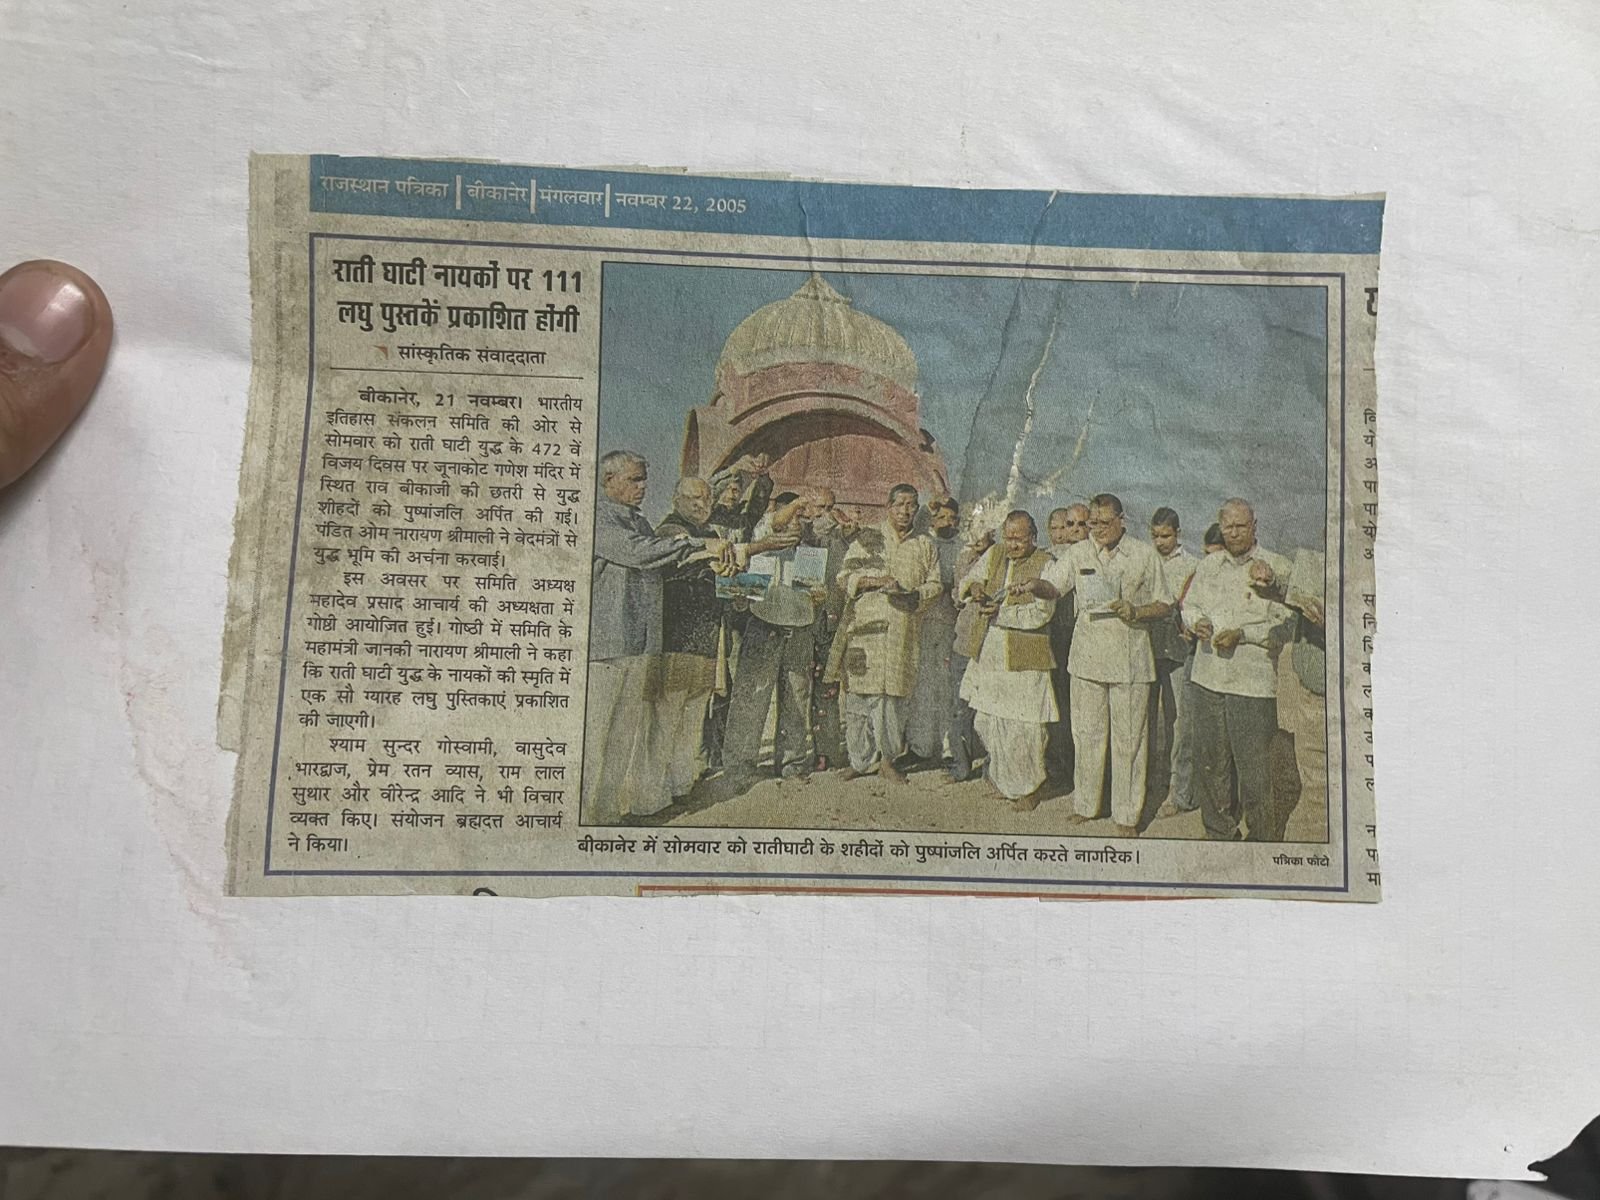 राजस्थान पत्रिका | बीकानेर | मंगलवार | नवम्बर 22, 2005
राती घाटी नायकों पर 111
लघु पुस्तकें प्रकाशित होंगी
सांस्कृतिक संवाददाता
बीकानेर, 21 नवम्बर। भारतीय
इतिहास संकलन समिति की ओर से
सोमवार को राती घाटी युद्ध के 472 वें
विजय दिवस पर जूनाकोट गणेश मंदिर में
स्थित राव बीकाजी की छतरी से युद्ध
शीहदों को पुष्पांजलि अर्पित की गई।
पंडित ओम नारायण श्रीमाली ने वेदमंत्रों से
युद्ध भूमि की अर्चना करवाई।
इस अवसर पर समिति अध्यक्ष
महादेव प्रसाद आचार्य की अध्यक्षता में
गोष्ठी आयोजित हुई। गोष्ठी में समिति के
महामंत्री जानकी नारायण श्रीमाली ने कहा
कि राती घाटी युद्ध के नायकों की स्मृति में
एक सौ ग्यारह लघु पुस्तिकाएं प्रकाशित
की जाएगी।
श्याम सुन्दर गोस्वामी, वासुदेव
भारद्वाज, प्रेम रतन व्यास, राम लाल
सुथार और वीरेन्द्र आदि ने भी विचार
व्यक्त किए। संयोजन ब्रह्मदत्त आचार्य
ने किया।
बीकानेर में सोमवार को रातीघाटी के शहीदों को पुष्पांजलि अर्पित करते नागरिक।
पत्रिका फोटो